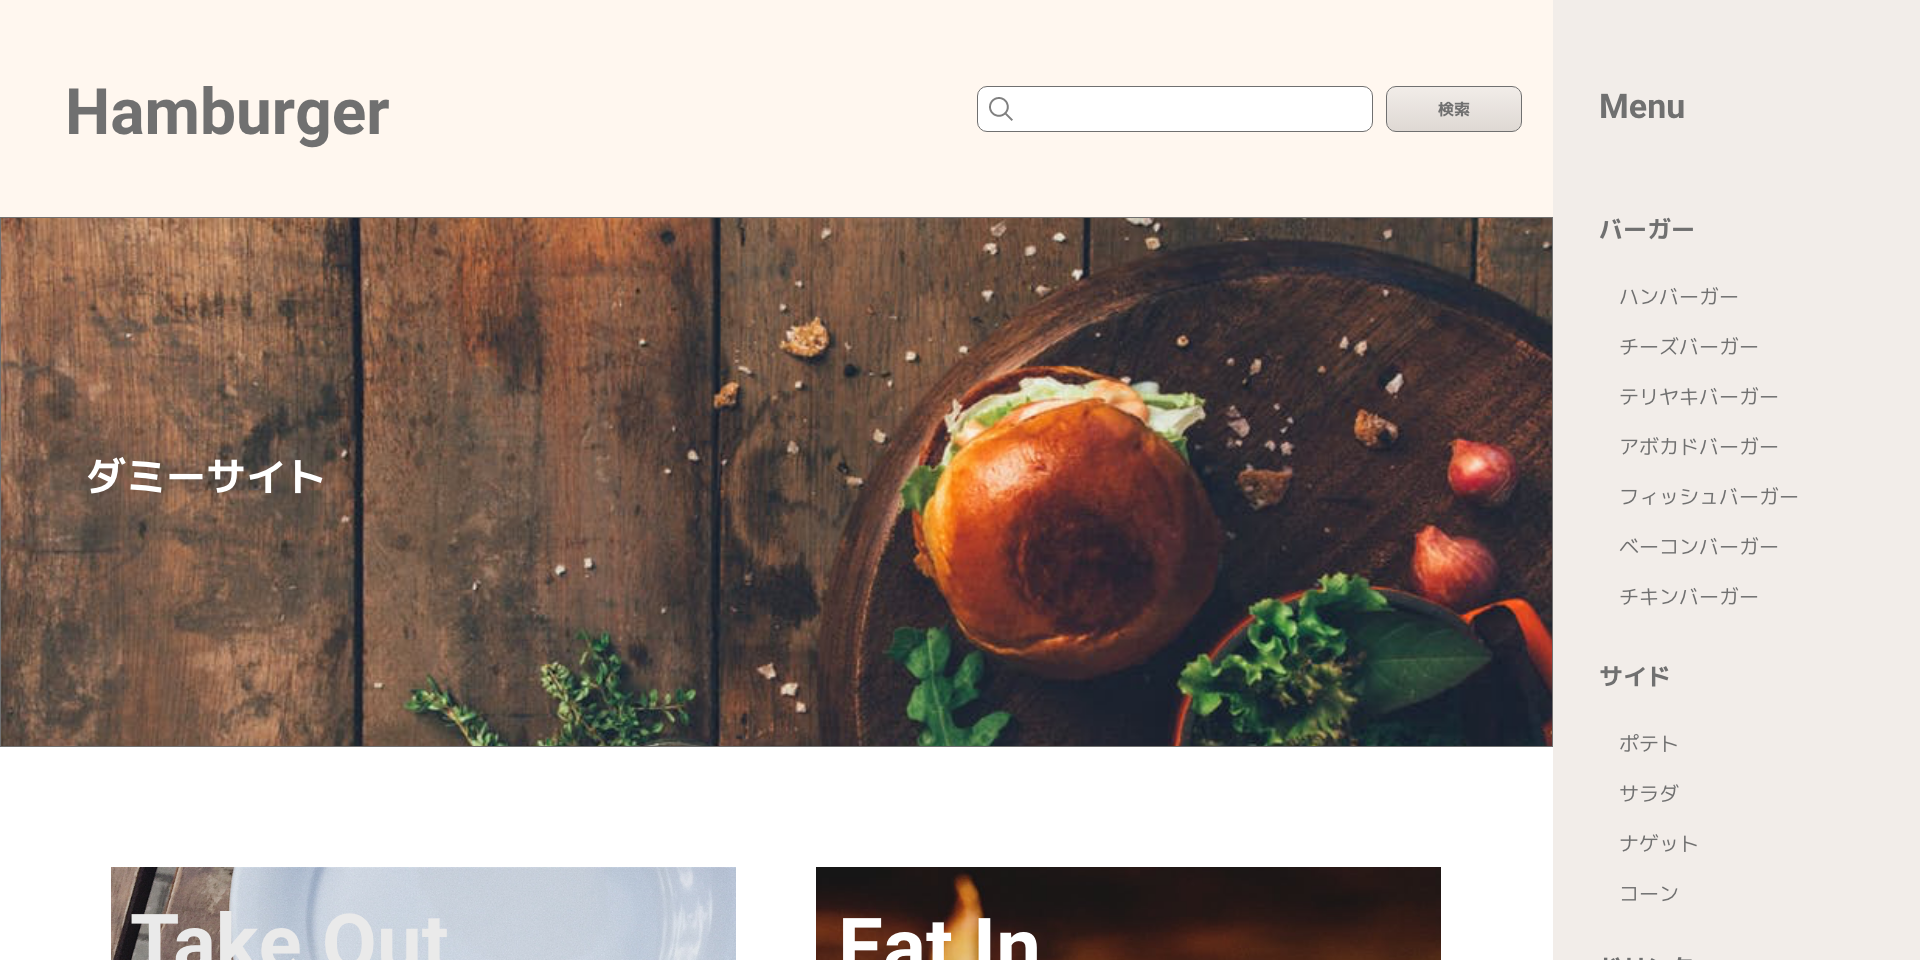 Hamburger
検索
ダミーサイト
Take Out
Eat In
Menu
バーガー
ハンバーガー
チーズバーガー
テリヤキバーガー
アボカドバーガー
フィッシュバーガー
ベーコンバーガー
チキンバーガー
サイド
ポテト
サラダ
ナゲット
コーン